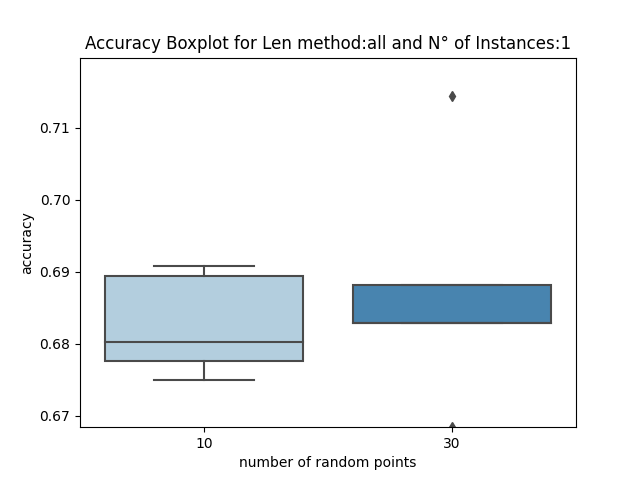 Accuracy Boxplot for Len method:all and N° of Instances:1
0.71
0.70
0.69
0.68
0.67
accuracy
10
30
number of random points